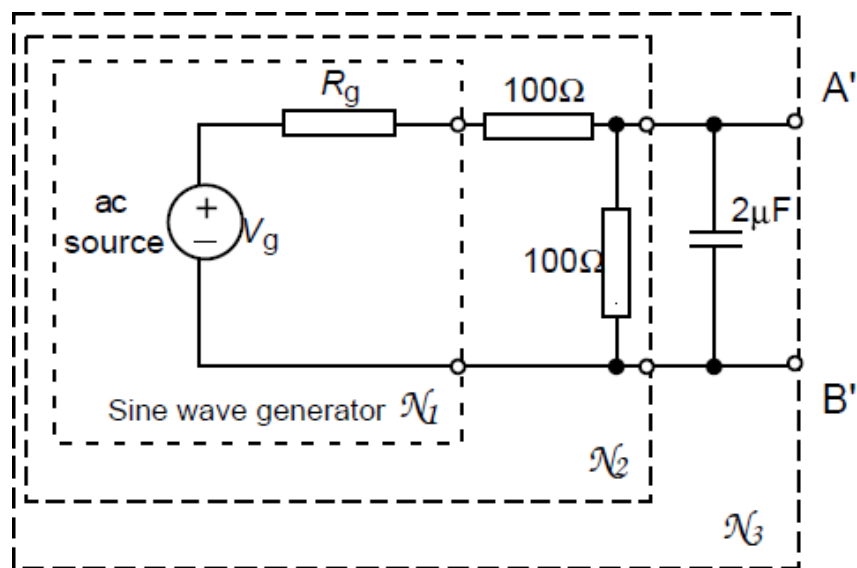 Rg
100Ω
A'
ac
source
+
–
Vg
100Ω
2μF
Sine wave generator N1
B'
N2
N3